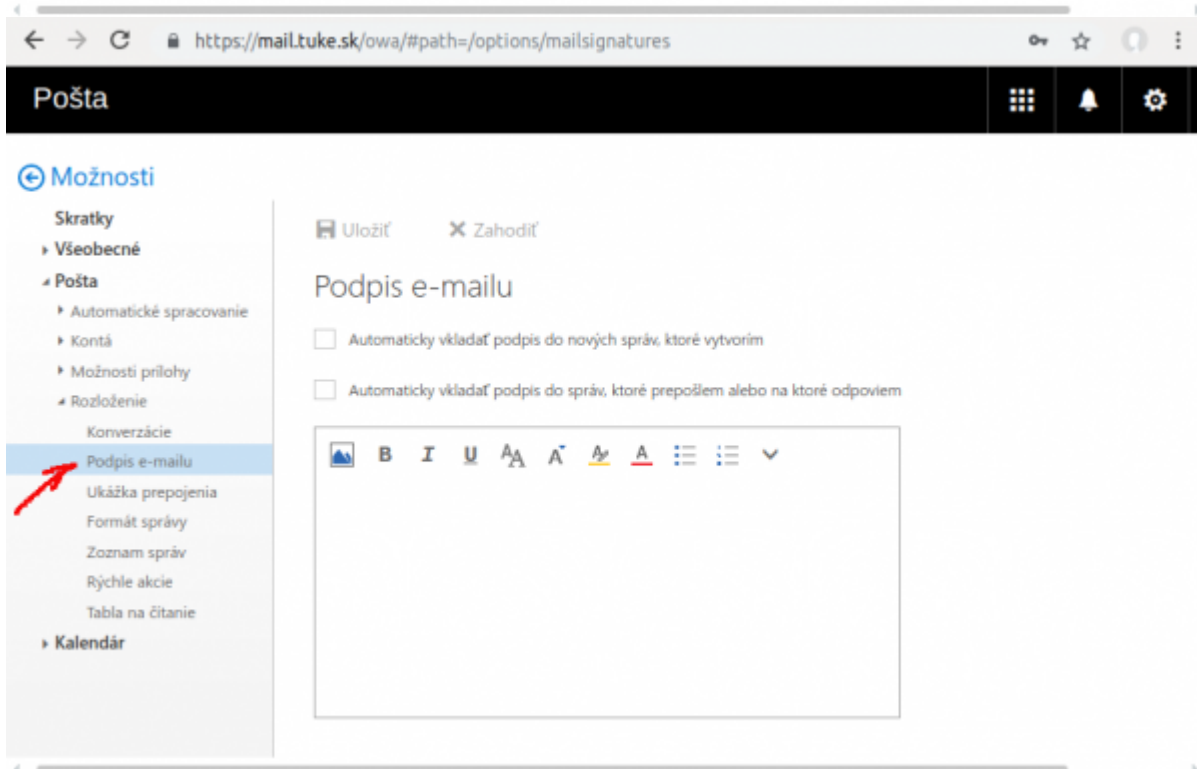 https://mail.tuke.sk/owa/#path=/options/mailsignatures
Pošta
Možnosti
Skratky
Všeobecné
Pošta
Automatické spracovanie
Kontá
Možnosti prílohy
Rozloženie
Konverzácie
Podpis e-mailu
Ukážka prepojenia
Formát správy
Zoznam správ
Rýchle akcie
Tabla na čítanie
Kalendár
Uložiť Zahodiť
Podpis e-mailu
Automaticky vkladať podpis do nových správ, ktoré vytvorím
Automaticky vkladať podpis do správ, ktoré prepošlem alebo na ktoré odpoviem
B I U